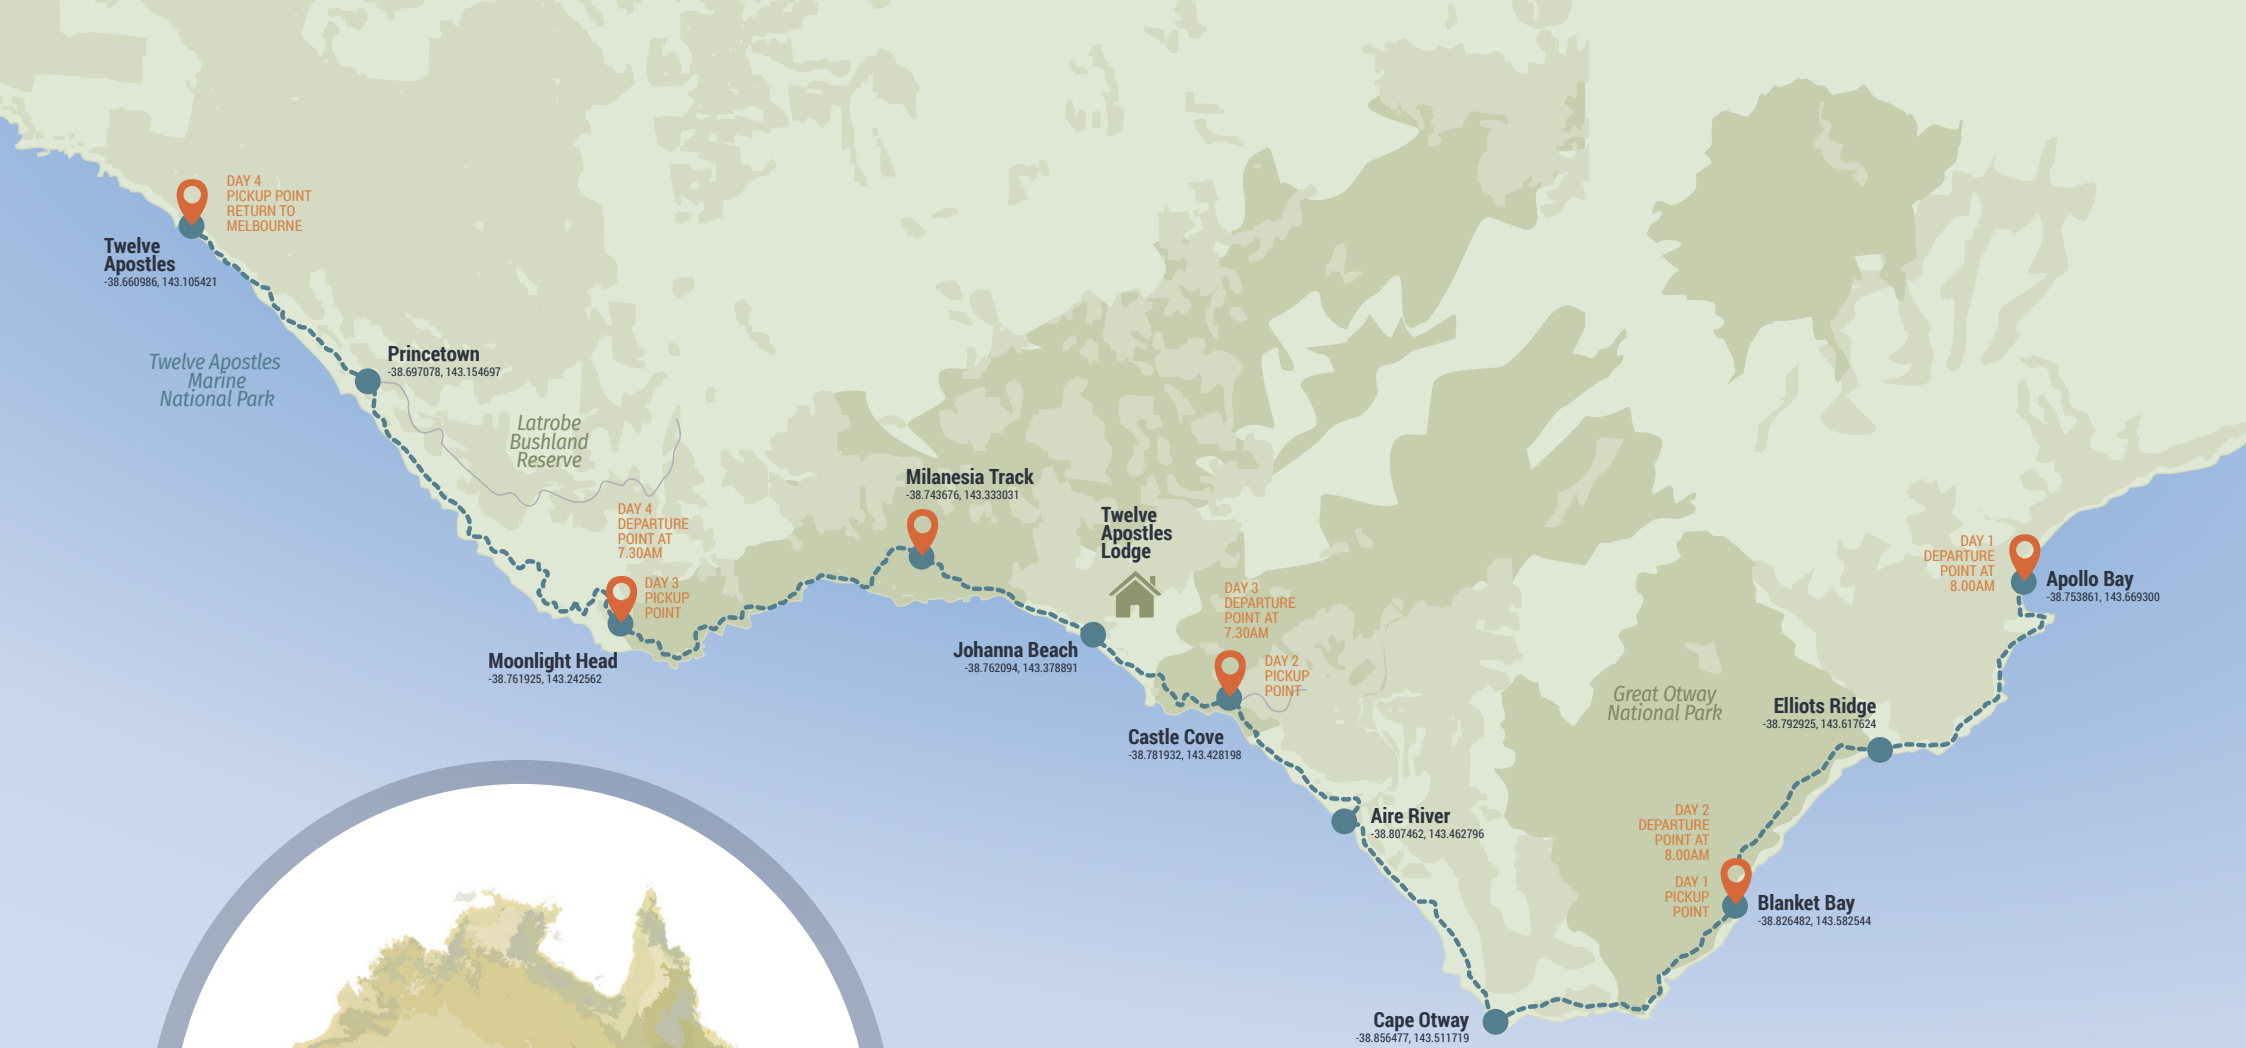 DAY 4
PICKUP POINT
RETURN TO
MELBOURNE
Twelve
Apostles
-38.660986, 143.105421
Twelve Apostles
Marine
National Park
Princetown
-38.697078, 143.154697
Latrobe
Bushland
Reserve
DAY 4
DEPARTURE
POINT AT
7.30AM
DAY 3
PICKUP
POINT
Moonlight Head
-38.761925, 143.242562
Milanesia Track
-38.743676, 143.333031
Twelve
Apostles
Lodge
Johanna Beach
-38.762094, 143.378891
DAY 3
DEPARTURE
POINT AT
7.30AM
DAY 2
PICKUP
POINT
Castle Cove
-38.781932, 143.428198
Aire River
-38.807462, 143.462796
Cape Otway
-38.856477, 143.511719
Great Otway
National Park
DAY 2
DEPARTURE
POINT AT
8.00AM
DAY 1
PICKUP
POINT
Blanket Bay
-38.826482, 143.582544
Elliots Ridge
-38.792925, 143.617624
DAY 1
DEPARTURE
POINT AT
8.00AM
Apollo Bay
-38.753861, 143.669300